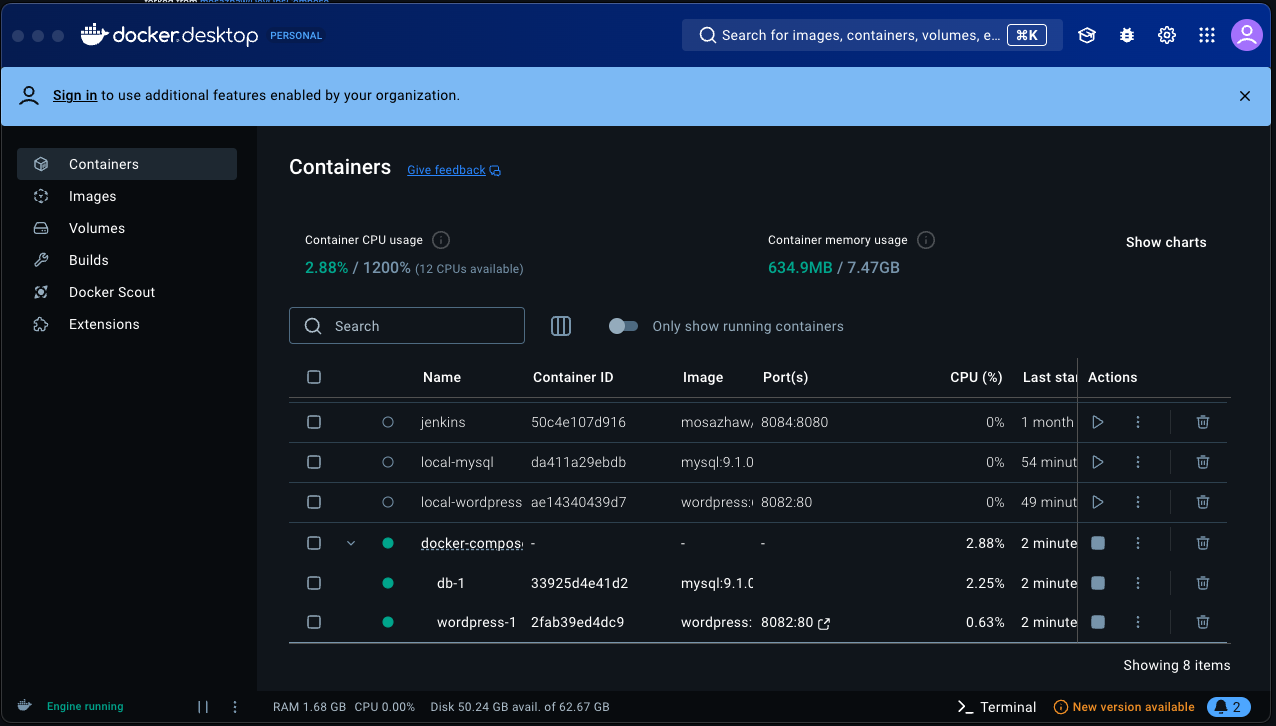 docker desktop PERSONAL
Search for images, containers, volumes, e... ⌘K
Sign in to use additional features enabled by your organization.
Containers
Images
Volumes
Builds
Docker Scout
Extensions
Containers Give feedback
Container CPU usage
2.88% / 1200% (12 CPUs available)
Container memory usage
634.9MB / 7.47GB
Show charts
Search
Only show running containers
Name Container ID Image Port(s) CPU (%) Last star Actions
jenkins 50c4e107d916 mosazhaw/ 8084:8080 0% 1 month
local-mysql da411a29ebdb mysql:9.1.0 0% 54 minut
local-wordpress ae14340439d7 wordpress: 8082:80 0% 49 minut
docker-compos - - - 2.88% 2 minute
db-1 33925d4e41d2 mysql:9.1.0 2.25% 2 minute
wordpress-1 2fab39ed4dc9 wordpress: 8082:80 0.63% 2 minute
Showing 8 items
Engine running
RAM 1.68 GB CPU 0.00% Disk 50.24 GB avail. of 62.67 GB
>_ Terminal
New version available
2